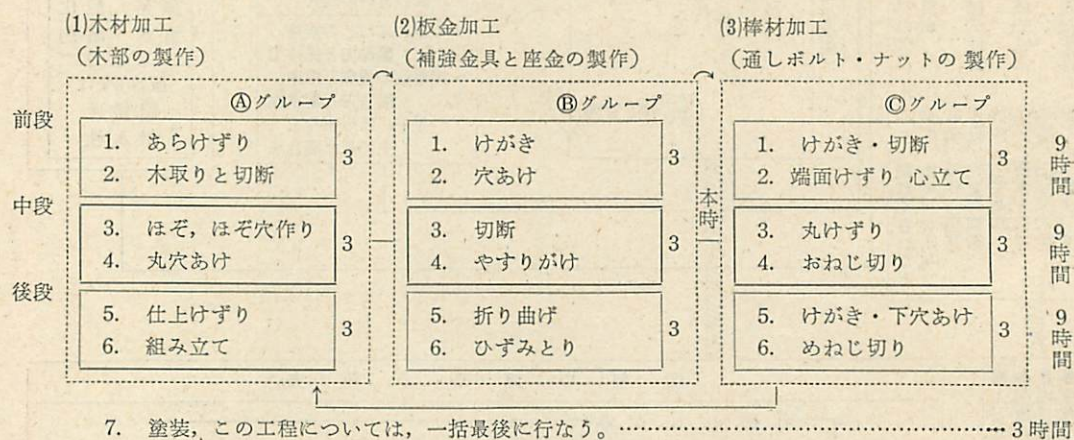 (1)木材加工
(木部の製作)
(2)板金加工
(補強金具と座金の製作)
(3)棒材加工
(通しボルト・ナットの製作)
前段
中段
後段
Ⓐグループ
1. あらけずり
2. 木取りと切断
3
3. ほぞ,ほぞ穴作り
4. 丸穴あけ
3
5. 仕上けずり
6. 組み立て
3
Ⓑグループ
1. けがき
2. 穴あけ
3
3. 切断
4. やすりがけ
3
5. 折り曲げ
6. ひずみとり
3
本時
Ⓒグループ
1. けがき・切断
2. 端面けずり 心立て
3
3. 丸けずり
4. おねじ切り
3
5. けがき・下穴あけ
6. めねじ切り
3
9時間
9時間
9時間
7. 塗装,この工程については,一括最後に行なう。……………………………………3時間